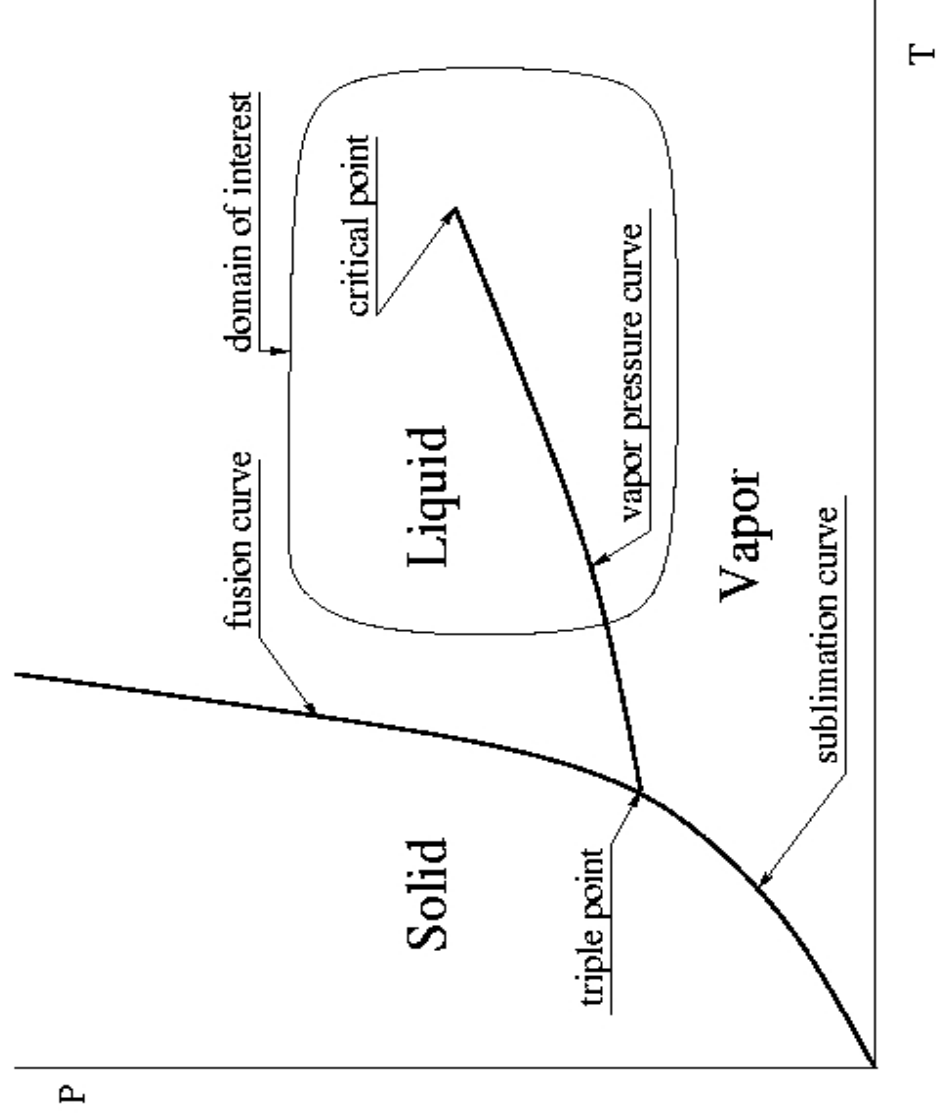 P
domain of interest
fusion curve
critical point
Solid
Liquid
triple point
vapor pressure curve
Vapor
sublimation curve
T